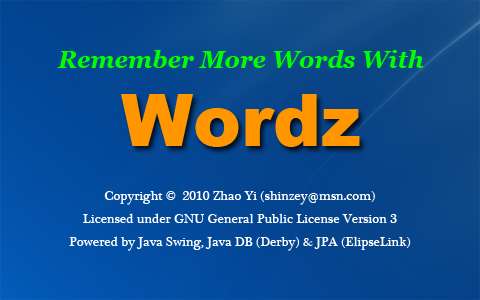 Remember More Words With
Wordz
Copyright © 2010 Zhao Yi (shinzey@msn.com)
Licensed under GNU General Public License Version 3
Powered by Java Swing, Java DB (Derby) & JPA (ElipseLink)